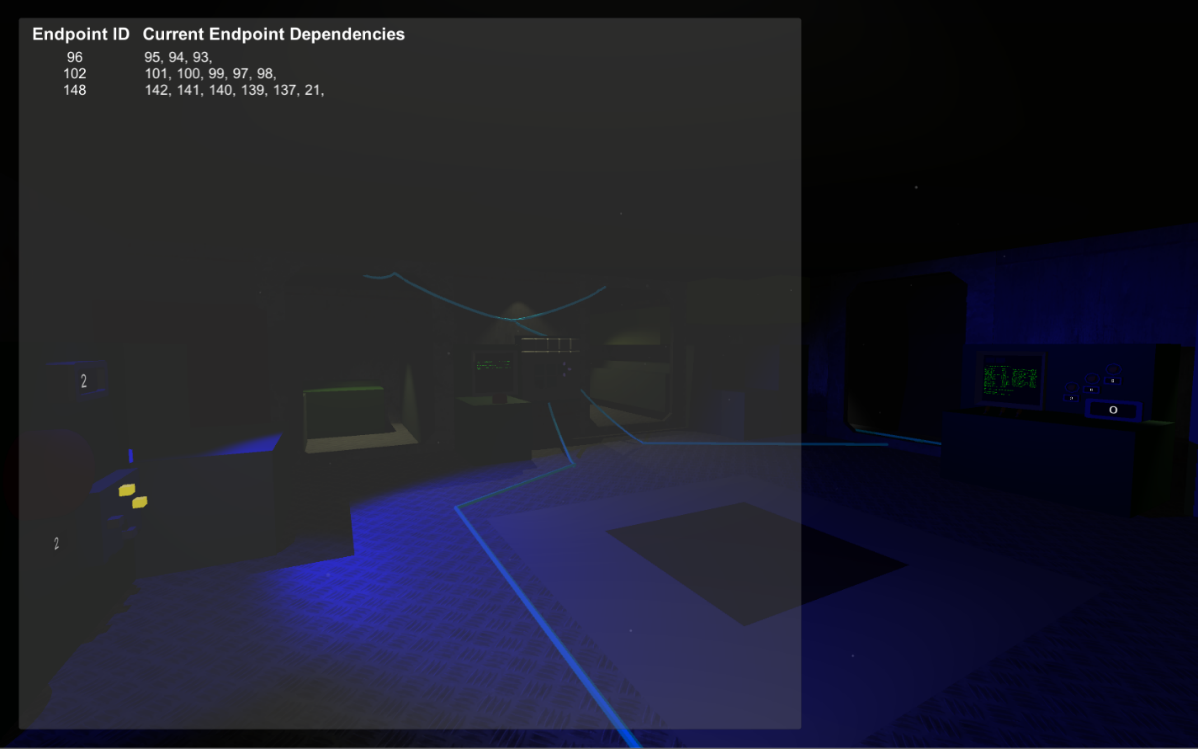 Endpoint ID Current Endpoint Dependencies
96 95, 94, 93,
102 101, 100, 99, 97, 98,
148 142, 141, 140, 139, 137, 21,
2
2